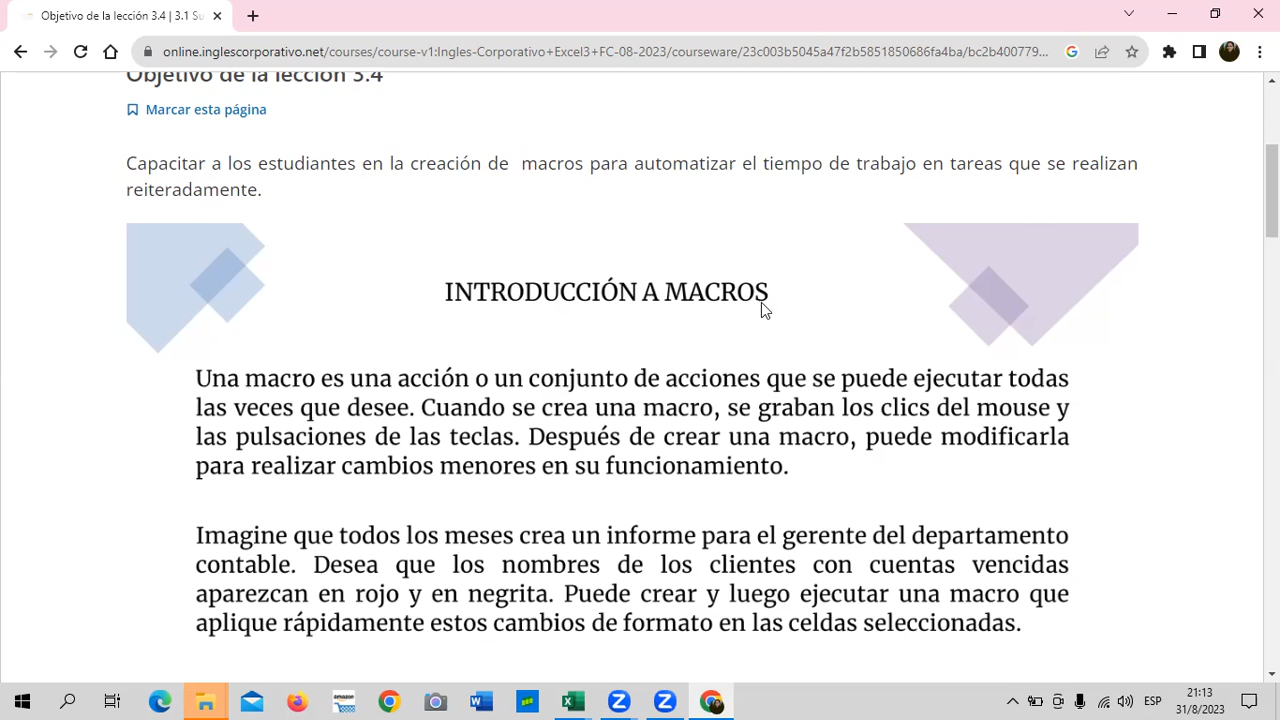 Objetivo de la lección 3.4 | 3.1 Su
online.inglescorporativo.net/courses/course-v1:Ingles-Corporativo+Excel3+FC-08-2023/courseware/23c003b5045a47f2b5851850686fa4ba/bc2b400779...
Objetivo de la lección 3.4
Marcar esta página
Capacitar a los estudiantes en la creación de macros para automatizar el tiempo de trabajo en tareas que se realizan
reiteradamente.
INTRODUCCIÓN A MACROS
Una macro es una acción o un conjunto de acciones que se puede ejecutar todas
las veces que desee. Cuando se crea una macro, se graban los clics del mouse y
las pulsaciones de las teclas. Después de crear una macro, puede modificarla
para realizar cambios menores en su funcionamiento.
Imagine que todos los meses crea un informe para el gerente del departamento
contable. Desea que los nombres de los clientes con cuentas vencidas
aparezcan en rojo y en negrita. Puede crear y luego ejecutar una macro que
aplique rápidamente estos cambios de formato en las celdas seleccionadas.
amazon
ESP
21:13
31/8/2023